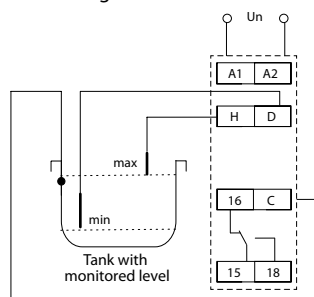 Un
A1 A2
H D
max
min
16 C
Tank with
monitored level
15 18